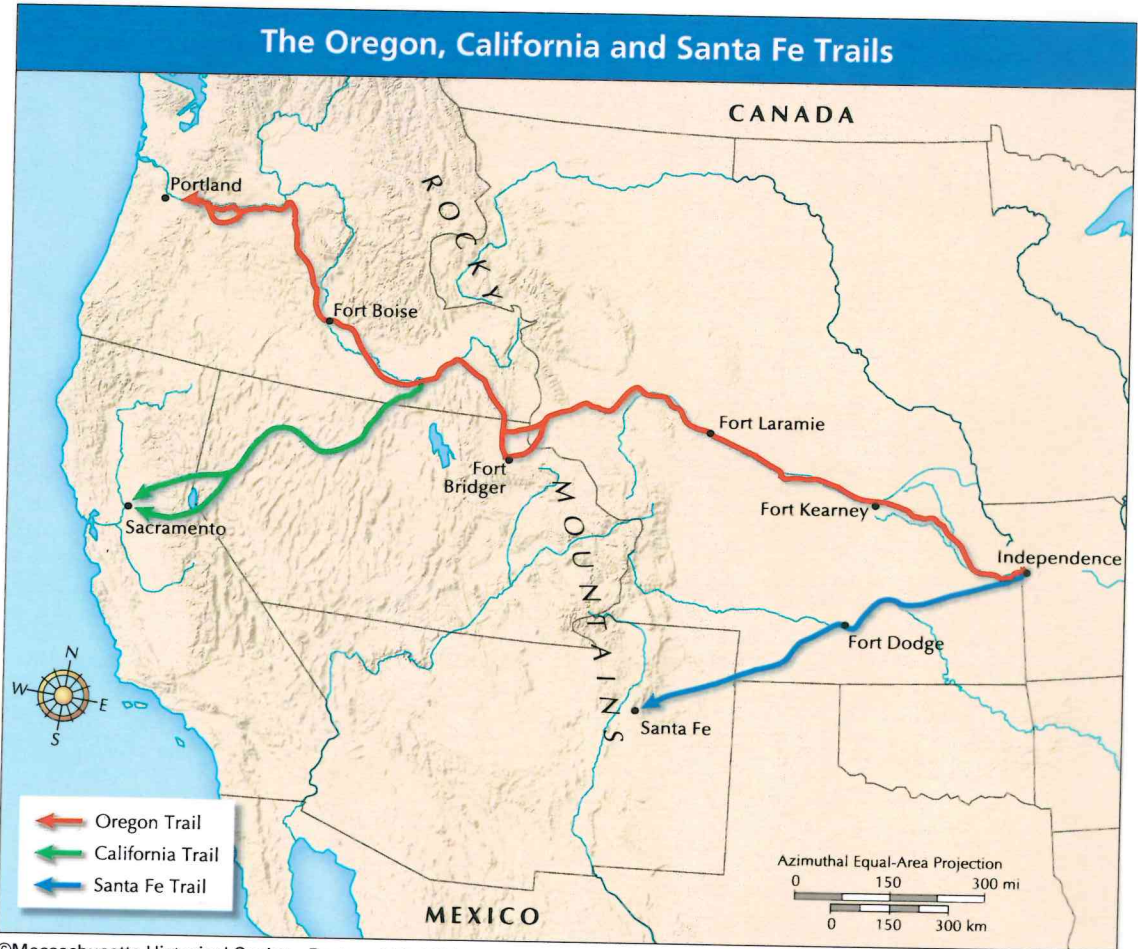 The Oregon, California and Santa Fe Trails
CANADA
Portland
ROCKY
Fort Boise
Fort Laramie
Fort
Bridger
Fort Kearney
MOUNTAINS
Sacramento
Independence
Fort Dodge
Santa Fe
N
W
E
S
Oregon Trail
California Trail
Santa Fe Trail
Azimuthal Equal-Area Projection
0 150 300 mi
0 150 300 km
MEXICO